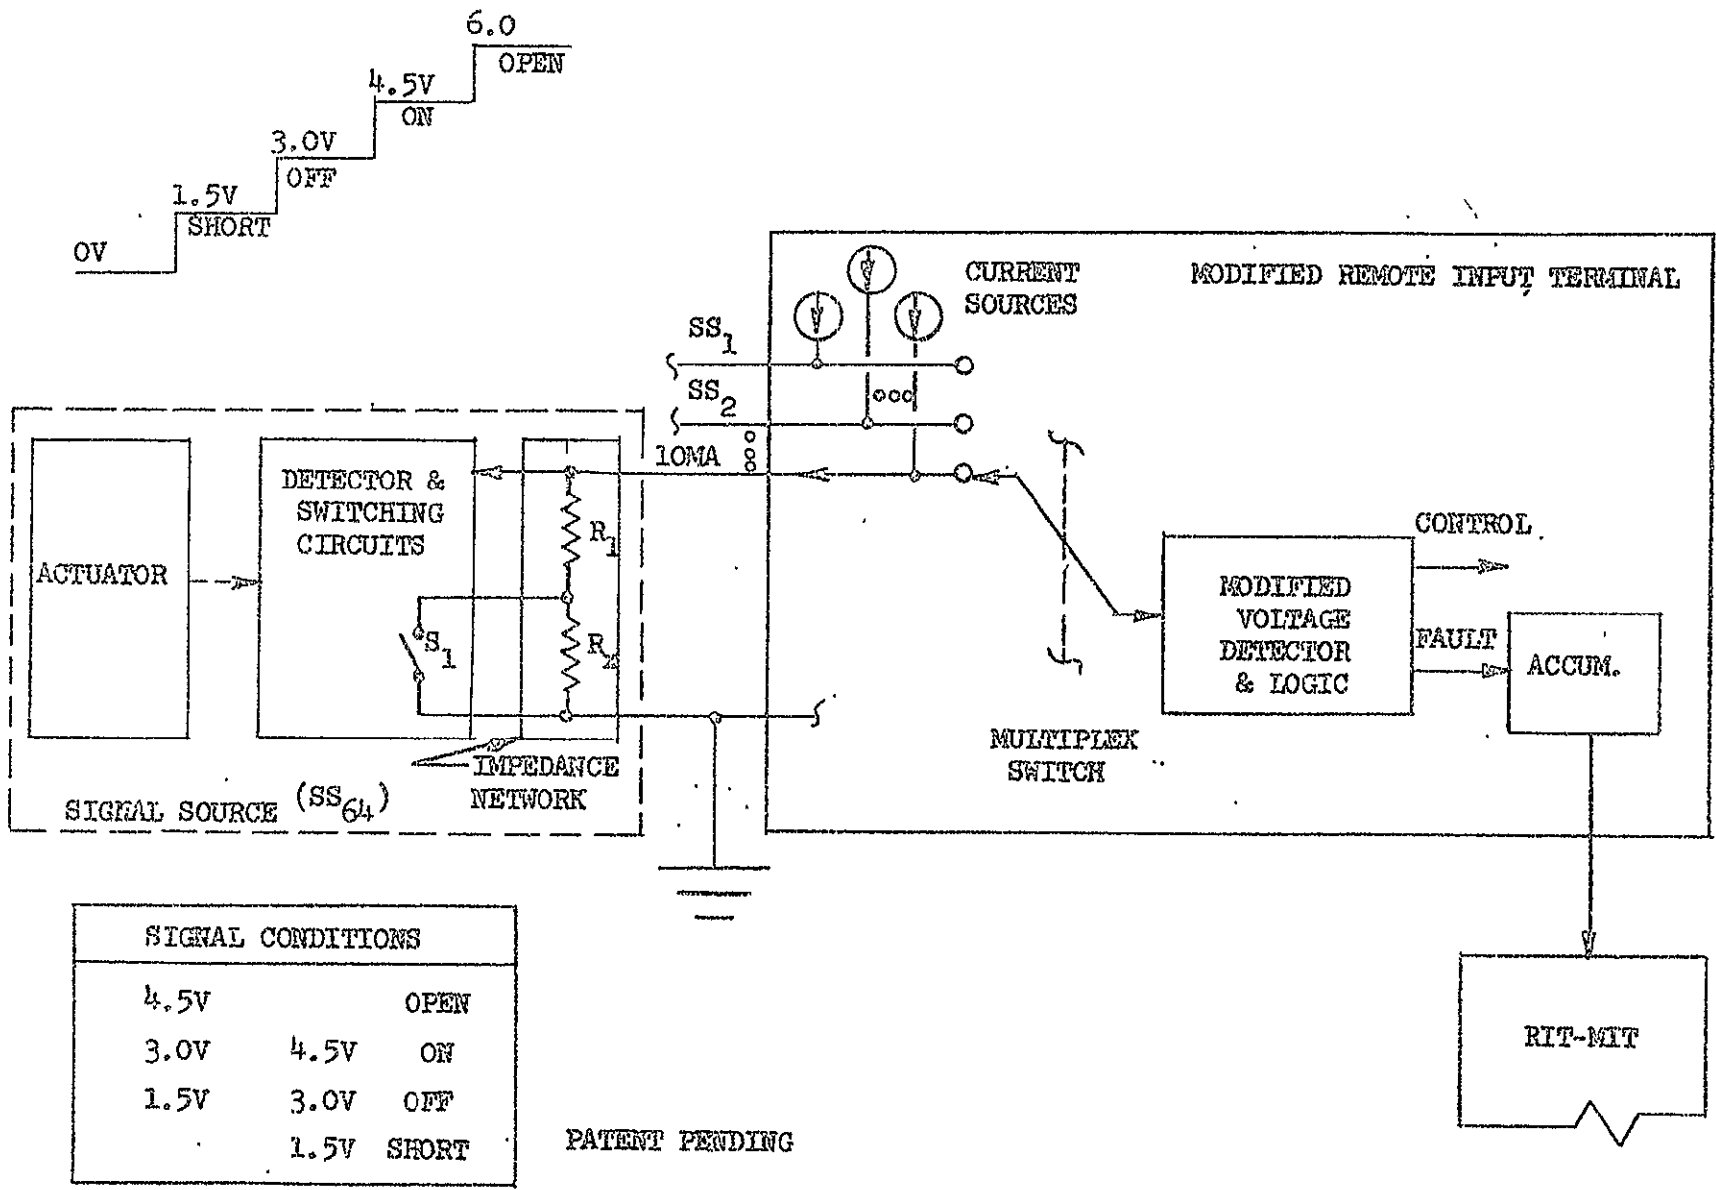 6.0
OPEN
4.5V
ON
3.0V
OFF
1.5V
SHORT
0V
CURRENT
SOURCES
MODIFIED REMOTE INPUT TERMINAL
SS1
SS2
10MA
DETECTOR &
SWITCHING
CIRCUITS
ACTUATOR
R1
S1
IMPEDANCE
NETWORK
SIGNAL SOURCE (SS64)
MULTIPLEX
SWITCH
MODIFIED
VOLTAGE
DETECTOR
& LOGIC
CONTROL
FAULT
ACCUM.
RIT-MIT
SIGNAL CONDITIONS
4.5V OPEN
3.0V 4.5V ON
1.5V 3.0V OFF
1.5V SHORT
PATENT PENDING